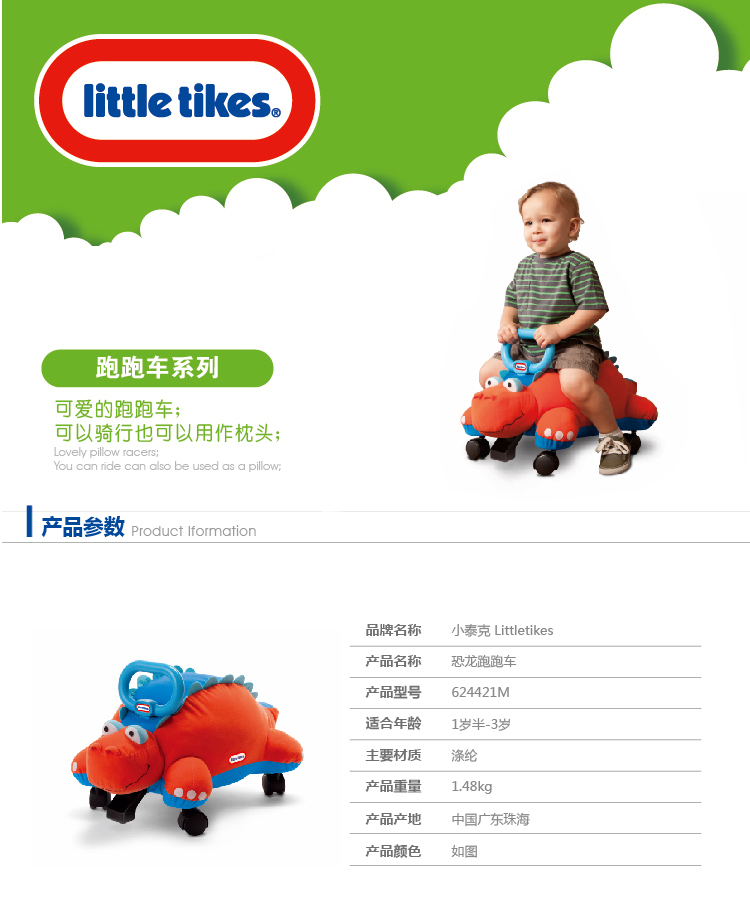 little tikes®
跑跑车系列
可爱的跑跑车;
可以骑行也可以用作枕头;
Lovely pillow racers;
You can ride can also be used as a pillow;
产品参数 Product Iformation
品牌名称 小泰克 Littletikes
产品名称 恐龙跑跑车
产品型号 624421M
适合年龄 1岁半-3岁
主要材质 涤纶
产品重量 1.48kg
产品产地 中国广东珠海
产品颜色 如图
little tikes